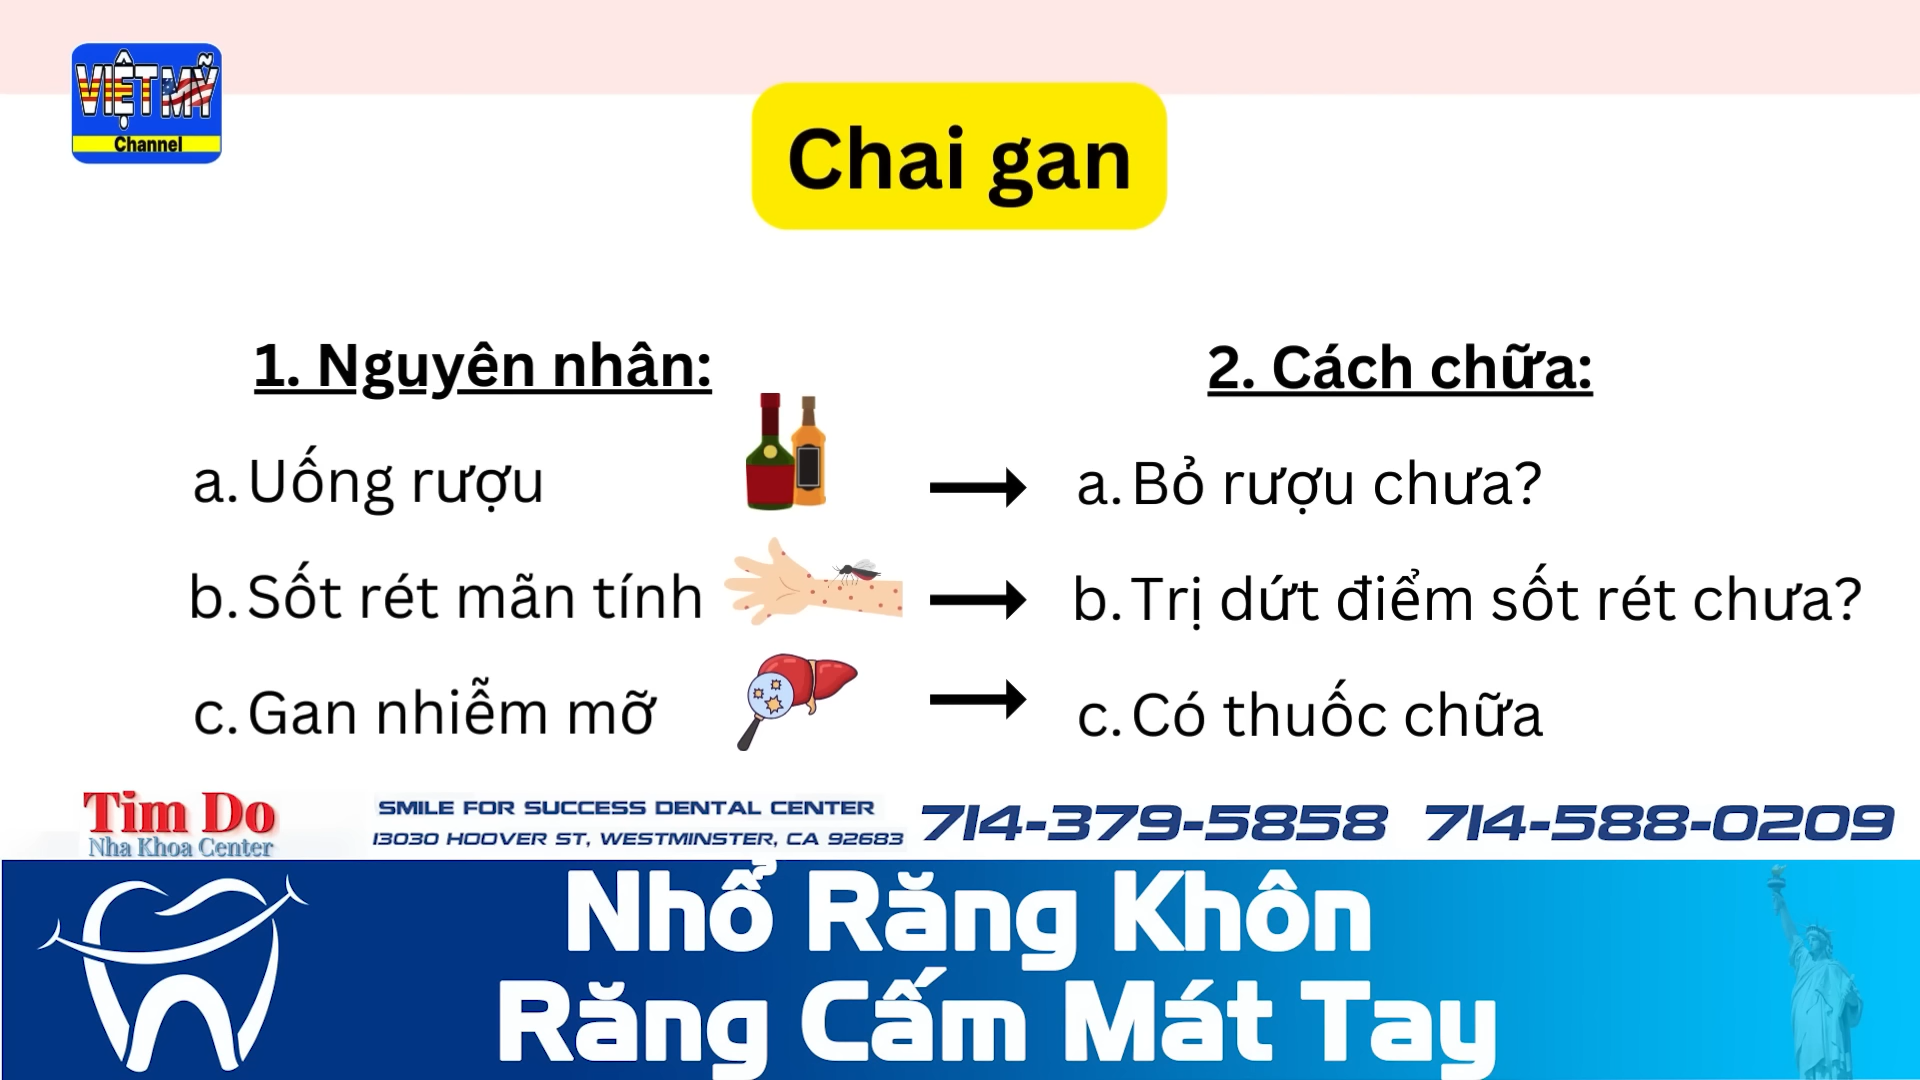 VIỆT MỸ
Channel
Chai gan
1. Nguyên nhân:
a. Uống rượu
b. Sốt rét mãn tính
c. Gan nhiễm mỡ
2. Cách chữa:
a. Bỏ rượu chưa?
b. Trị dứt điểm sốt rét chưa?
c. Có thuốc chữa
Tim Do
Nha Khoa Center
SMILE FOR SUCCESS DENTAL CENTER
13030 HOOVER ST, WESTMINSTER, CA 92683
714-379-5858 714-588-0209
Nhổ Răng Khôn
Răng Cấm Mát Tay